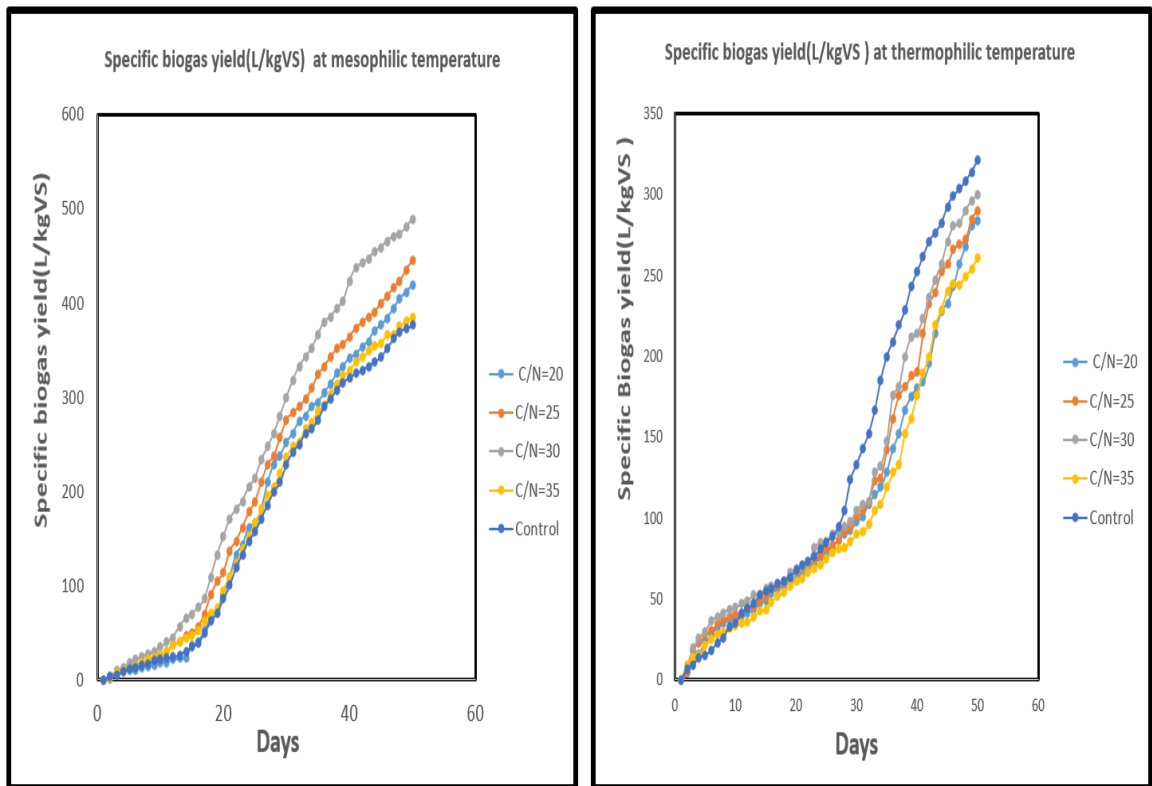 Specific biogas yield(L/kgVS) at mesophilic temperature
Specific biogas yield(L/kgVS)
600
500
400
300
200
100
0
0 20 40 60
Days
C/N=20
C/N=25
C/N=30
C/N=35
Control
Specific biogas yield(L/kgVS ) at thermophilic temperature
Specific Biogas yield(L/kgVS )
350
300
250
200
150
100
50
0
0 10 20 30 40 50 60
Days
C/N=20
C/N=25
C/N=30
C/N=35
Control